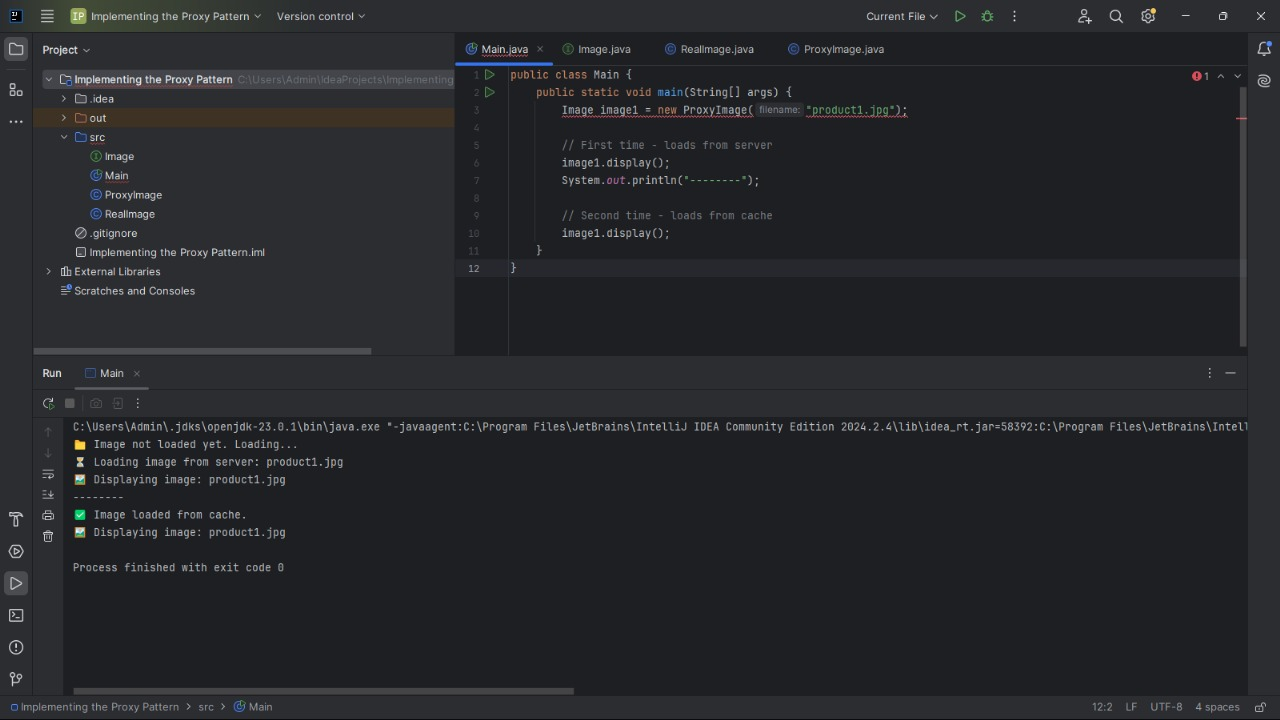 IP Implementing the Proxy Pattern Version control Current File
Project
Main.java Image.java RealImage.java ProxyImage.java
Implementing the Proxy Pattern C:\Users\Admin\IdeaProjects\Implementing
.idea
out
src
Image
Main
ProxyImage
RealImage
.gitignore
Implementing the Proxy Pattern.iml
External Libraries
Scratches and Consoles
1 public class Main {
2 public static void main(String[] args) {
3 Image image1 = new ProxyImage( filename: "product1.jpg");
4
5 // First time - loads from server
6 image1.display();
7 System.out.println("--------");
8
9 // Second time - loads from cache
10 image1.display();
11 }
12 }
1
Run Main
C:\Users\Admin\.jdks\openjdk-23.0.1\bin\java.exe "-javaagent:C:\Program Files\JetBrains\IntelliJ IDEA Community Edition 2024.2.4\lib\idea_rt.jar=58392:C:\Program Files\JetBrains\Intell
📁 Image not loaded yet. Loading...
⏳ Loading image from server: product1.jpg
🖼 Displaying image: product1.jpg
--------
✅ Image loaded from cache.
🖼 Displaying image: product1.jpg
Process finished with exit code 0
Implementing the Proxy Pattern > src > Main 12:2 LF UTF-8 4 spaces